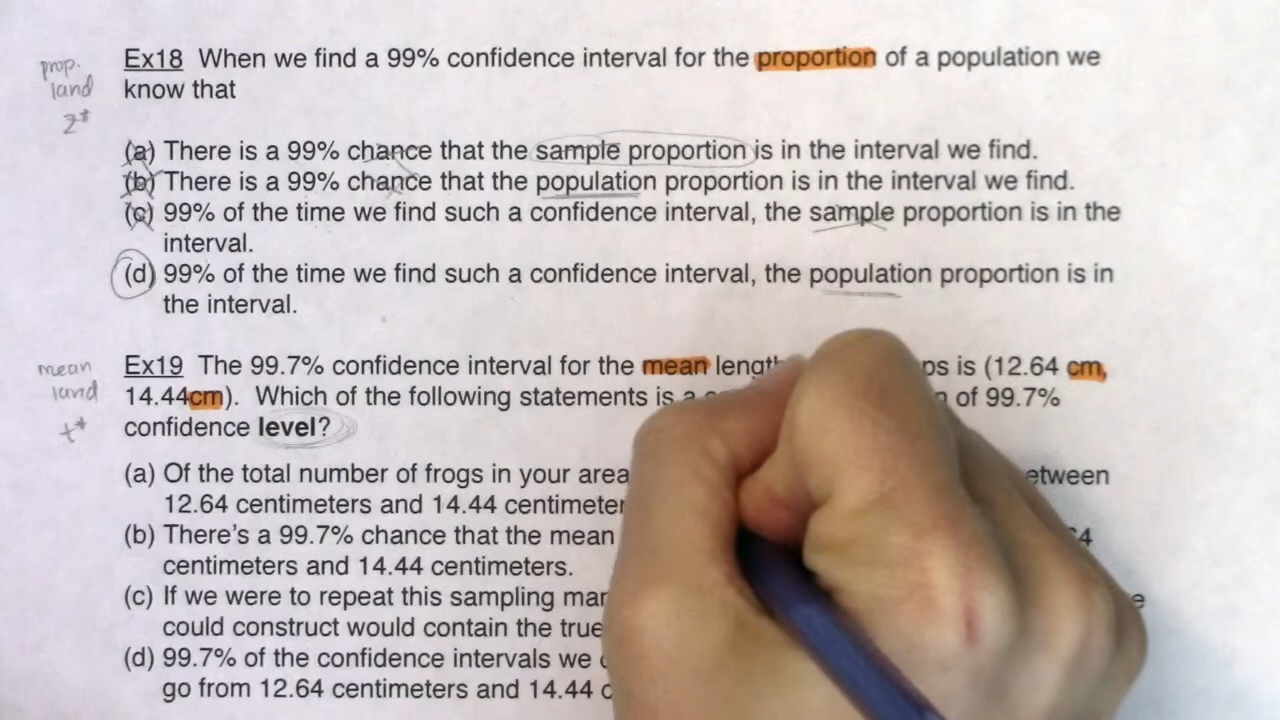 prop.
land
z*
Ex18 When we find a 99% confidence interval for the proportion of a population we
know that
(a) There is a 99% chance that the sample proportion is in the interval we find.
(b) There is a 99% chance that the population proportion is in the interval we find.
(c) 99% of the time we find such a confidence interval, the sample proportion is in the
interval.
(d) 99% of the time we find such a confidence interval, the population proportion is in
the interval.
mean
land
t*
Ex19 The 99.7% confidence interval for the mean is (12.64 cm,
14.44cm). Which of the following statements is of 99.7%
confidence level?
(a) Of the total number of frogs in your area
12.64 centimeters and 14.44
(b) There's a 99.7% chance that the mean
centimeters and 14.44 centimeters.
(c) If we were to repeat this sampling
could construct would contain the true
(d) 99.7% of the confidence intervals we
go from 12.64 centimeters and 14.44